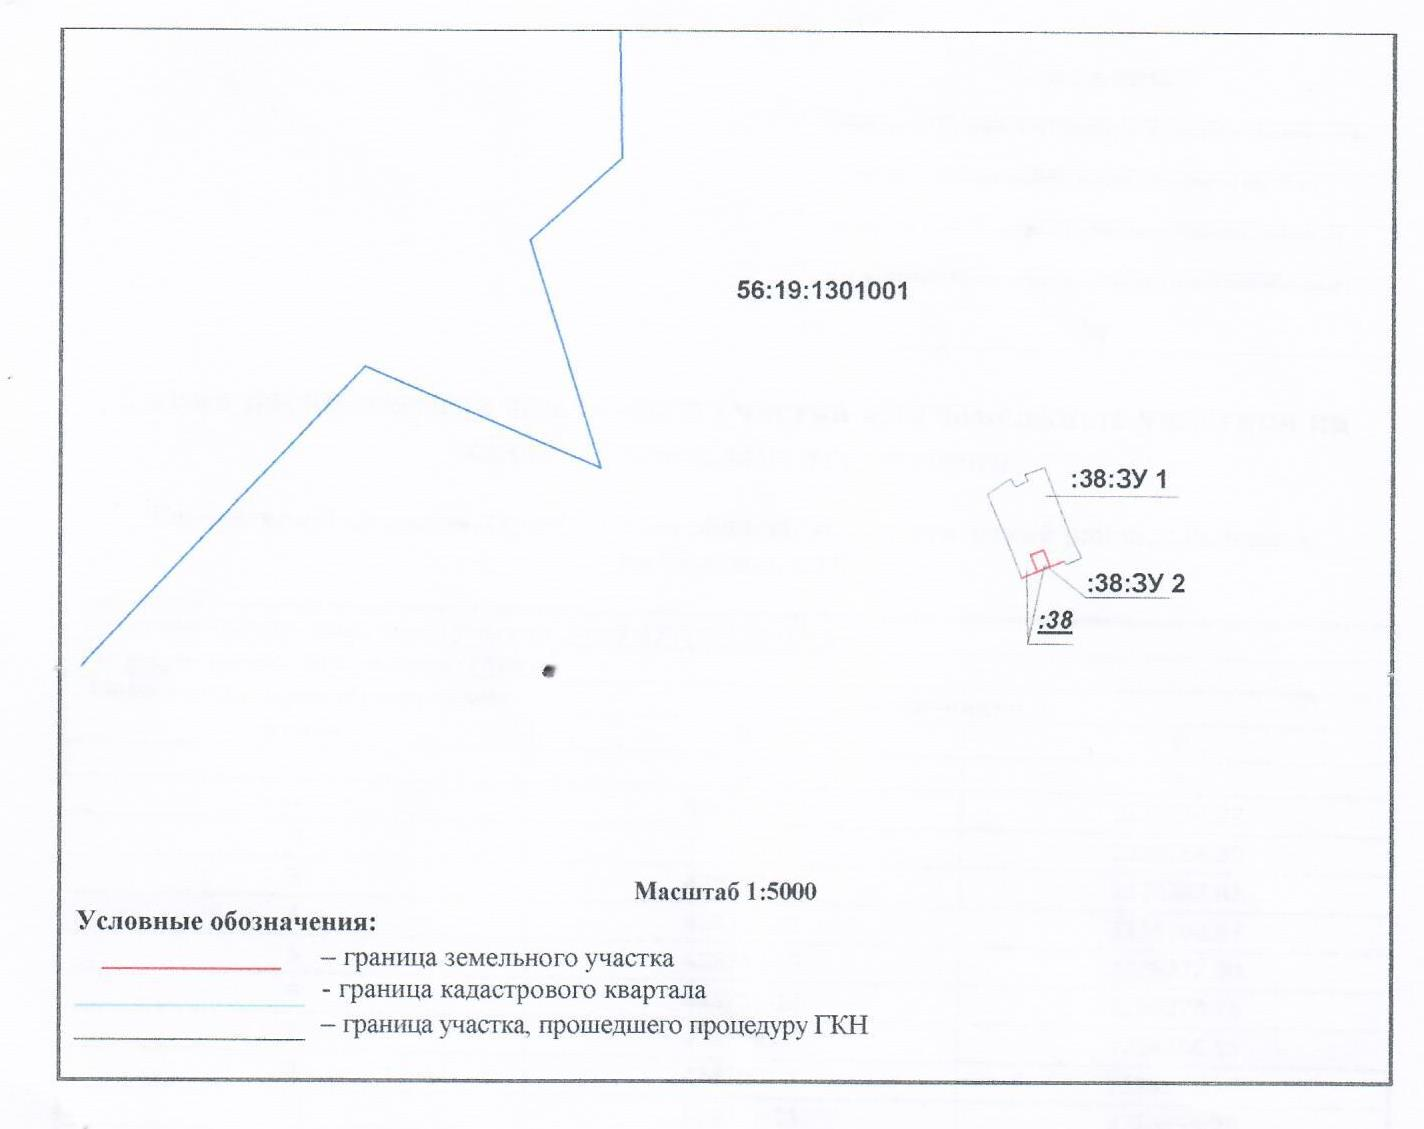 56:19:1301001
:38:ЗУ 1
:38:ЗУ 2
:38
Масштаб 1:5000
Условные обозначения:
– граница земельного участка
- граница кадастрового квартала
– граница участка, прошедшего процедуру ГКН